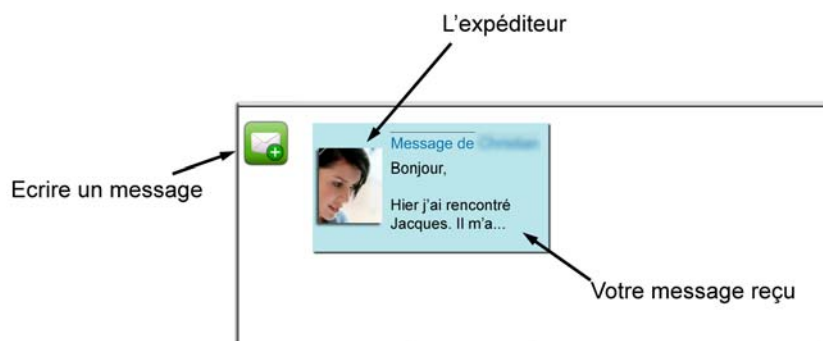 L'expéditeur
Message de
Bonjour,
Ecrire un message
Hier j'ai rencontré
Jacques. Il m'a...
Votre message reçu